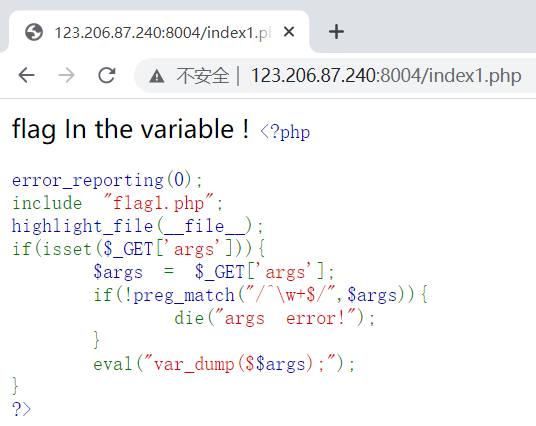 123.206.87.240:8004/index1.p
不安全 | 123.206.87.240:8004/index1.php
flag In the variable ! <?php
error_reporting(0);
include "flag1.php";
highlight_file(__file__);
if(isset($_GET['args'])){
$args = $_GET['args'];
if(!preg_match("/^\w+$/",$args)){
die("args error!");
}
eval("var_dump($$args);");
}
?>